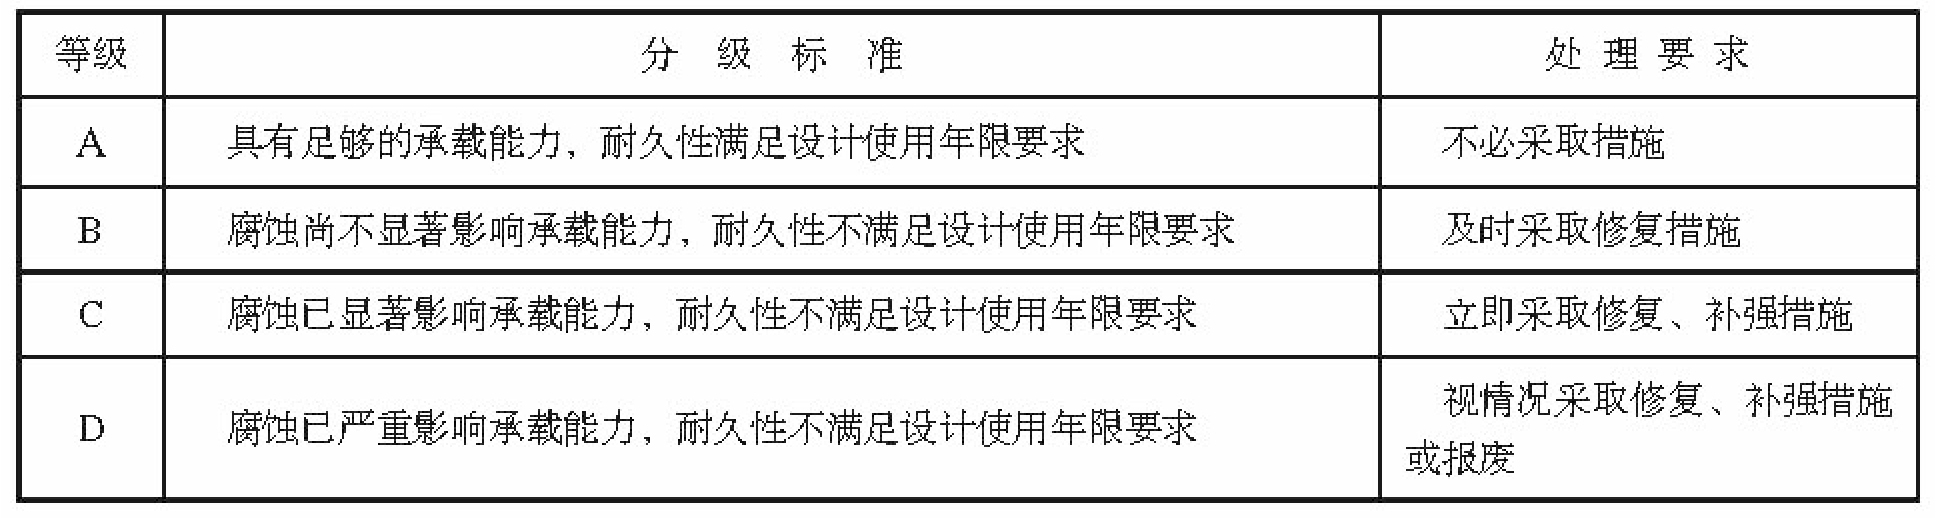 等级 分级标准 处理要求
A 具有足够的承载能力，耐久性满足设计使用年限要求 不必采取措施
B 腐蚀尚不显著影响承载能力，耐久性不满足设计使用年限要求 及时采取修复措施
C 腐蚀已显著影响承载能力，耐久性不满足设计使用年限要求 立即采取修复、补强措施
D 腐蚀已严重影响承载能力，耐久性不满足设计使用年限要求 视情况采取修复、补强措施
或报废